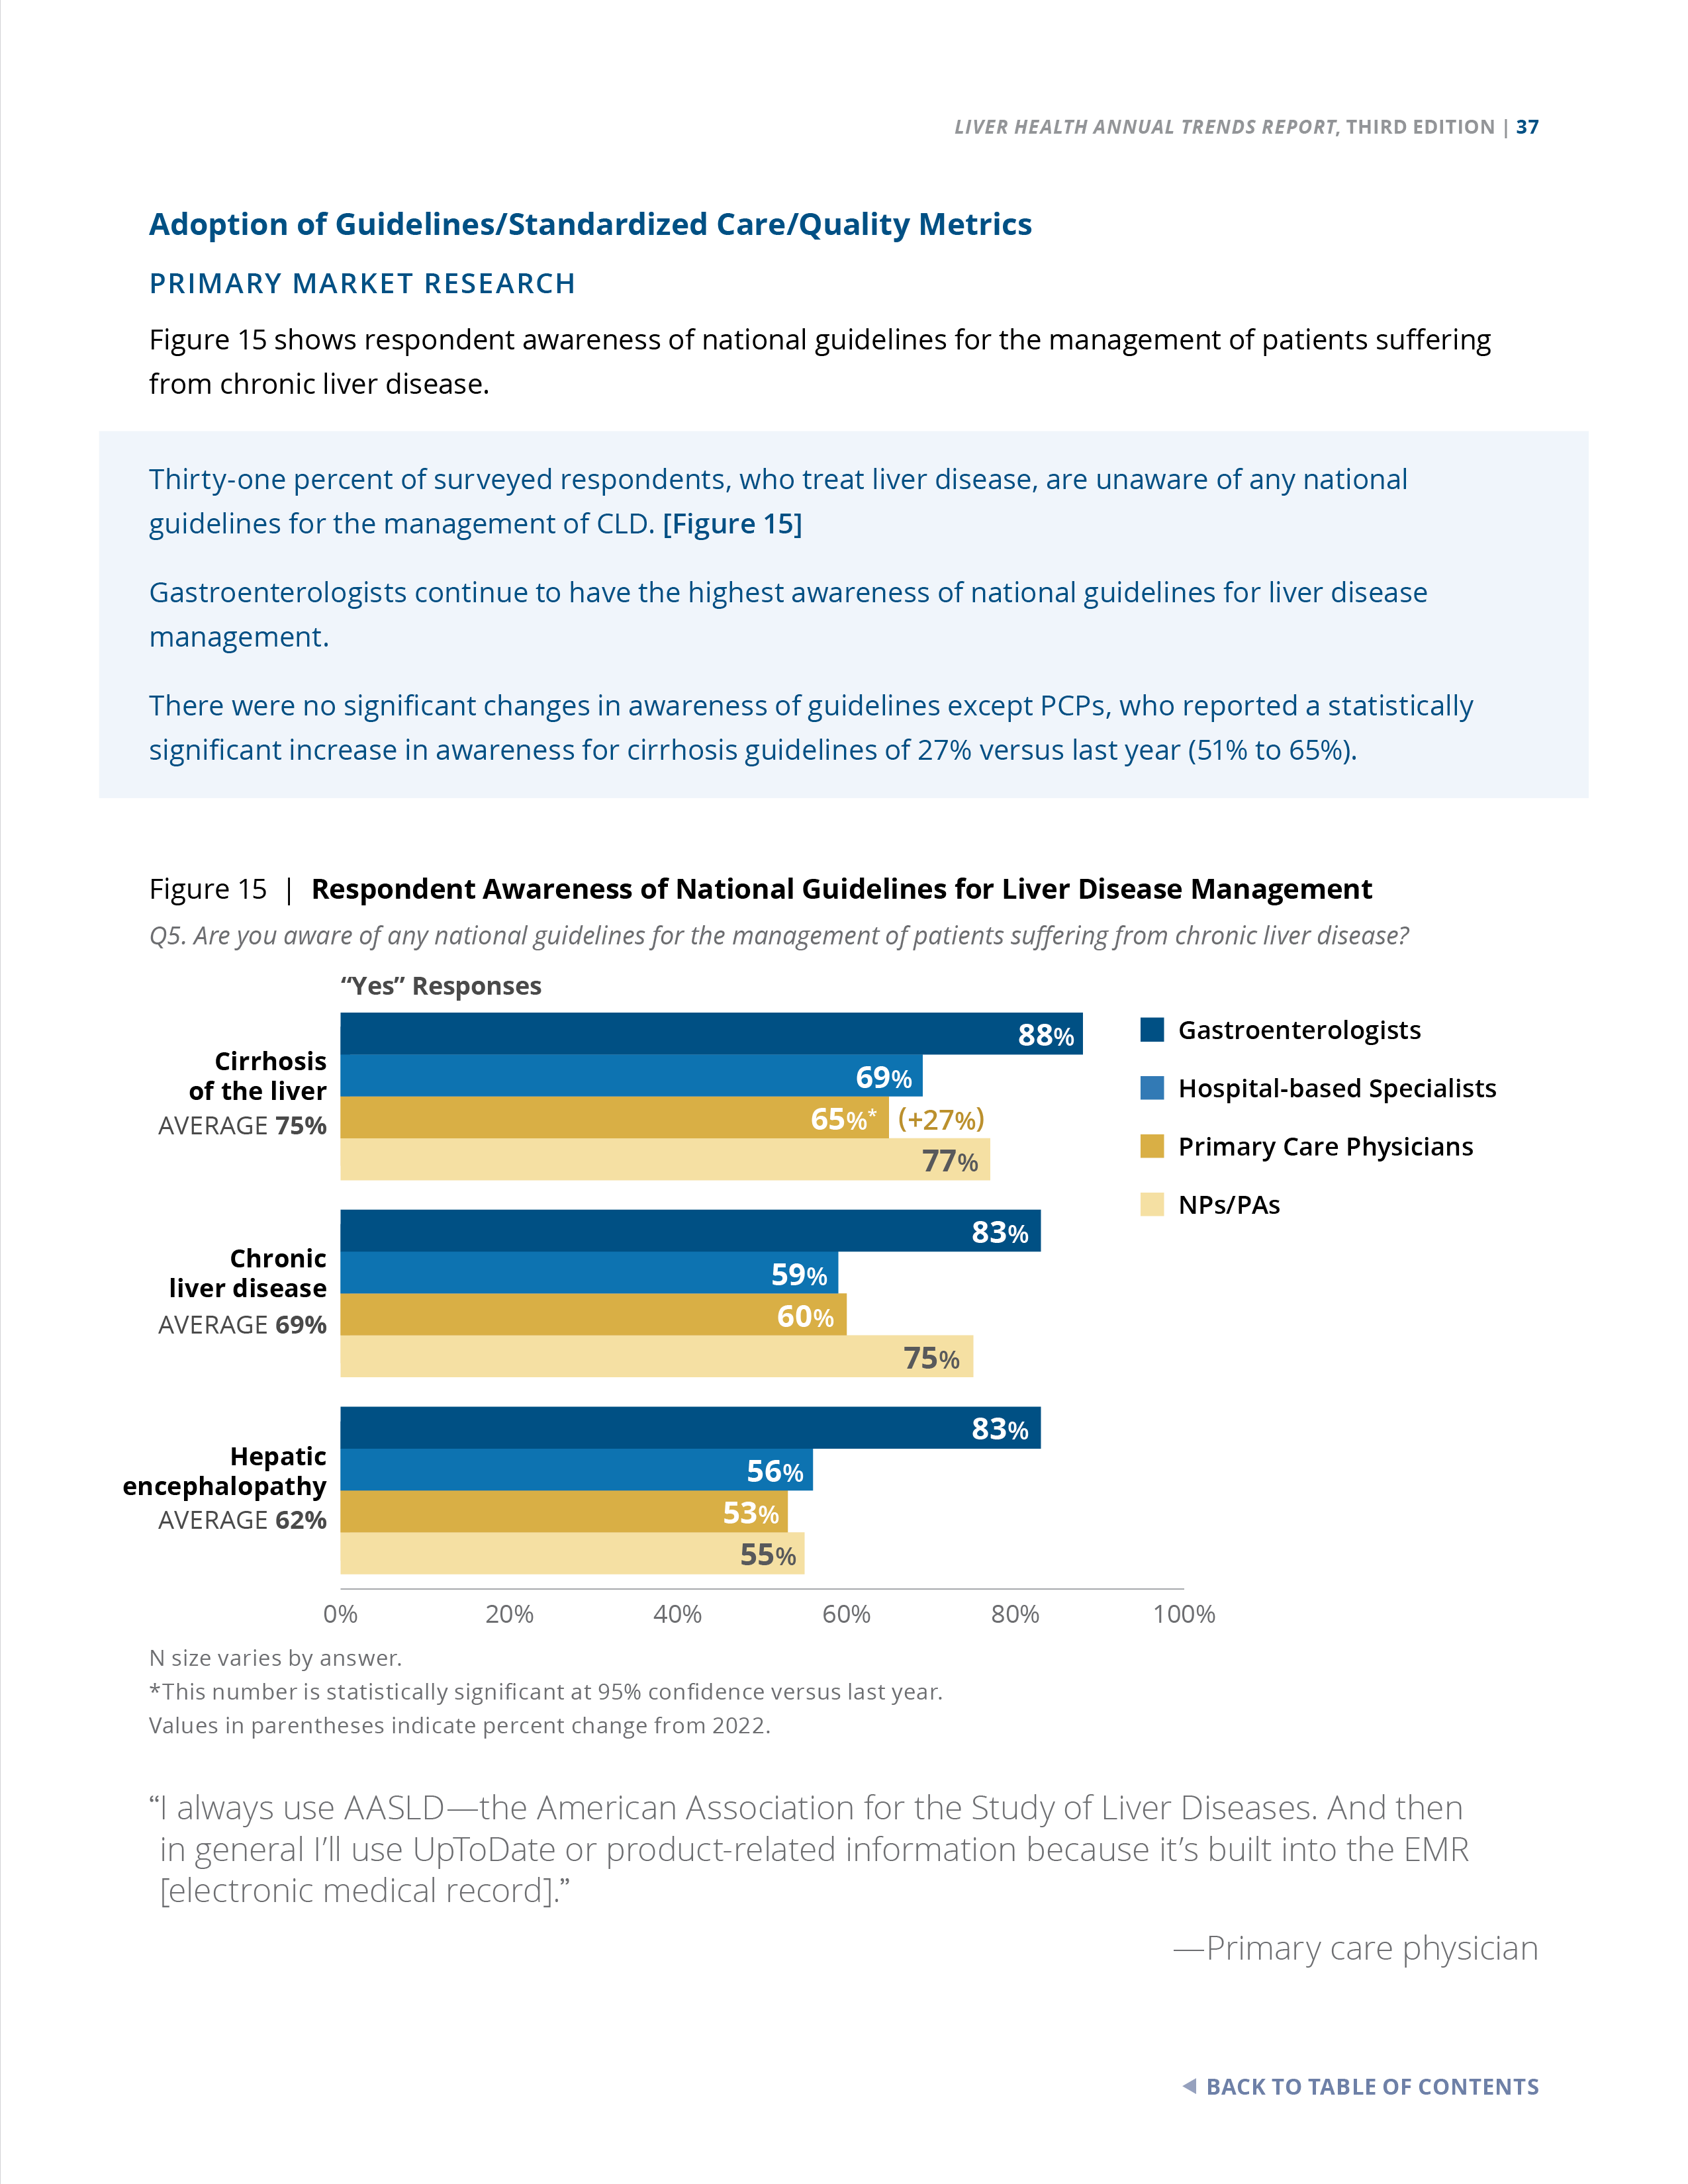 LIVER HEALTH ANNUAL TRENDS REPORT, THIRD EDITION | 37
Adoption of Guidelines/Standardized Care/Quality Metrics
PRIMARY MARKET RESEARCH
Figure 15 shows respondent awareness of national guidelines for the management of patients suffering
from chronic liver disease.
Thirty-one percent of surveyed respondents, who treat liver disease, are unaware of any national
guidelines for the management of CLD. [Figure 15]
Gastroenterologists continue to have the highest awareness of national guidelines for liver disease
management.
There were no significant changes in awareness of guidelines except PCPs, who reported a statistically
significant increase in awareness for cirrhosis guidelines of 27% versus last year (51% to 65%).
Figure 15 | Respondent Awareness of National Guidelines for Liver Disease Management
Q5. Are you aware of any national guidelines for the management of patients suffering from chronic liver disease?
“Yes” Responses
Cirrhosis
of the liver
AVERAGE 75%
88%
69%
65%* (+27%)
77%
Gastroenterologists
Hospital-based Specialists
Primary Care Physicians
NPs/PAs
Chronic
liver disease
AVERAGE 69%
83%
59%
60%
75%
Hepatic
encephalopathy
AVERAGE 62%
83%
56%
53%
55%
0% 20% 40% 60% 80% 100%
N size varies by answer.
*This number is statistically significant at 95% confidence versus last year.
Values in parentheses indicate percent change from 2022.
“I always use AASLD—the American Association for the Study of Liver Diseases. And then
in general I’ll use UpToDate or product-related information because it’s built into the EMR
[electronic medical record].”
—Primary care physician
BACK TO TABLE OF CONTENTS